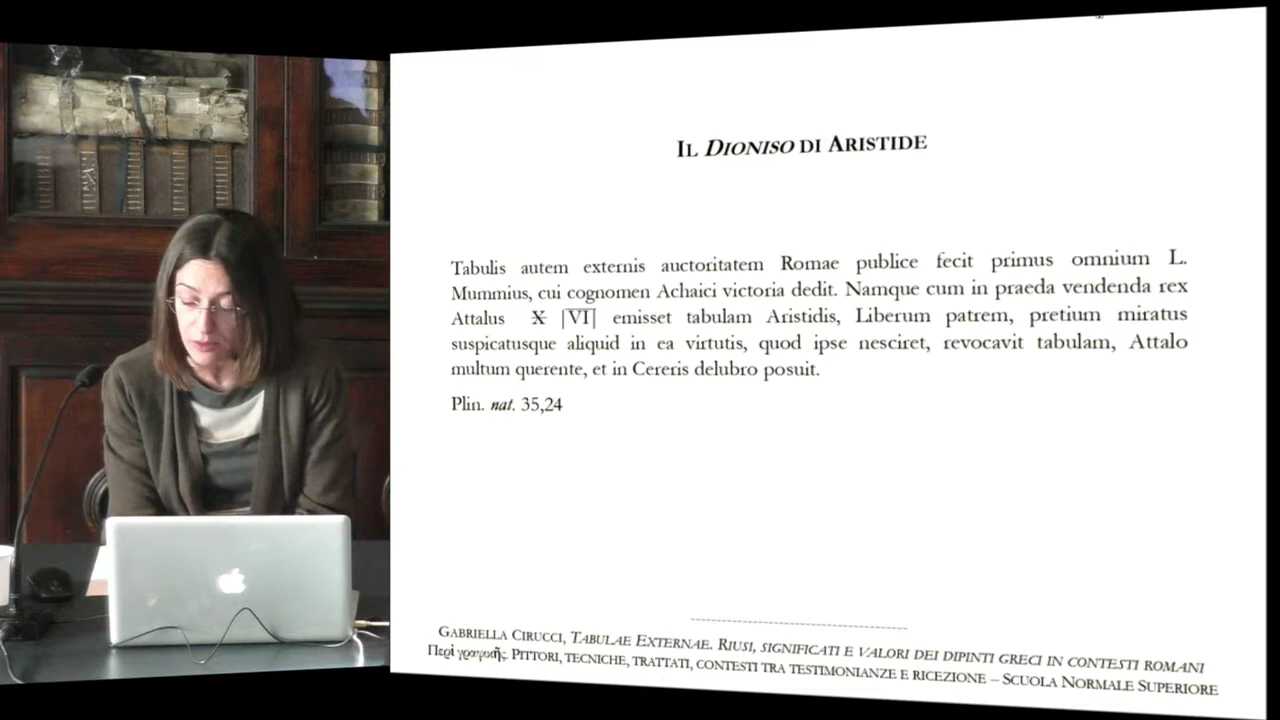 IL DIONISO DI ARISTIDE
Tabulis autem externis auctoritatem Romae publice fecit primus omnium L.
Mummius, cui cognomen Achaici victoria dedit. Namque cum in praeda vendenda rex
Attalus X |VI| emisset tabulam Aristidis, Liberum patrem, pretium miratus
suspicatusque aliquid in ea virtutis, quod ipse nesciret, revocavit tabulam, Attalo
multum querente, et in Cereris delubro posuit.
Plin. nat. 35,24
GABRIELLA CIRUCCI, TABULAE EXTERNAE. RIUSI, SIGNIFICATI E VALORI DEI DIPINTI GRECI IN CONTESTI ROMANI
Περὶ γραφικῆς. PITTORI, TECNICHE, TRATTATI, CONTESTI TRA TESTIMONIANZE E RICEZIONE – SCUOLA NORMALE SUPERIORE